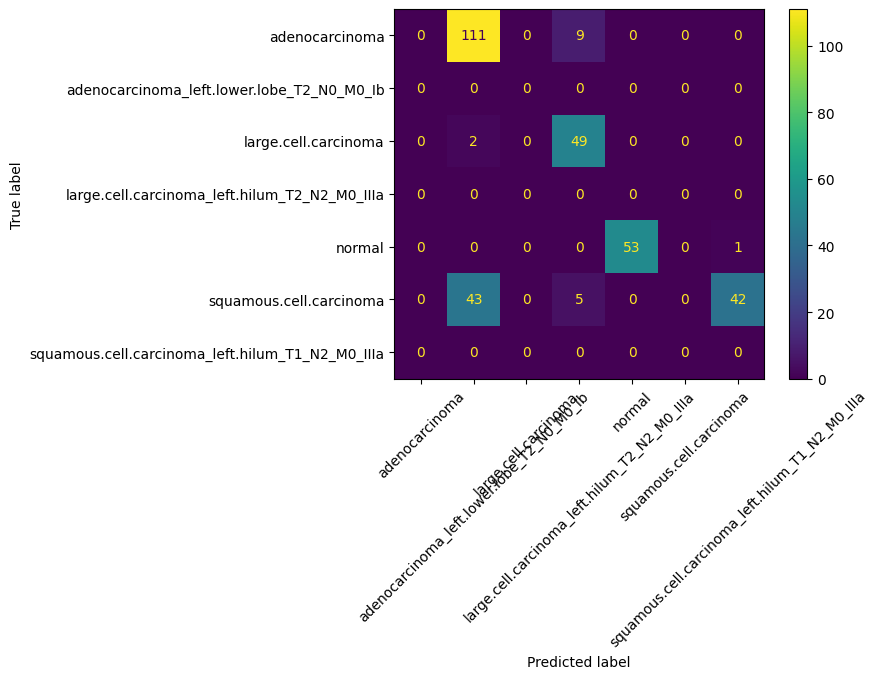 True label
adenocarcinoma 0 111 0 9 0 0 0
adenocarcinoma_left.lower.lobe_T2_N0_M0_Ib 0 0 0 0 0 0 0
large.cell.carcinoma 0 2 0 49 0 0 0
large.cell.carcinoma_left.hilum_T2_N2_M0_IIIa 0 0 0 0 0 0 0
normal 0 0 0 0 53 0 1
squamous.cell.carcinoma 0 43 0 5 0 0 42
squamous.cell.carcinoma_left.hilum_T1_N2_M0_IIIa 0 0 0 0 0 0 0
adenocarcinoma
adenocarcinoma_left.lower.lobe_T2_N0_M0_Ib
large.cell.carcinoma
large.cell.carcinoma_left.hilum_T2_N2_M0_IIIa
normal
squamous.cell.carcinoma
squamous.cell.carcinoma_left.hilum_T1_N2_M0_IIIa
Predicted label
100
80
60
40
20
0